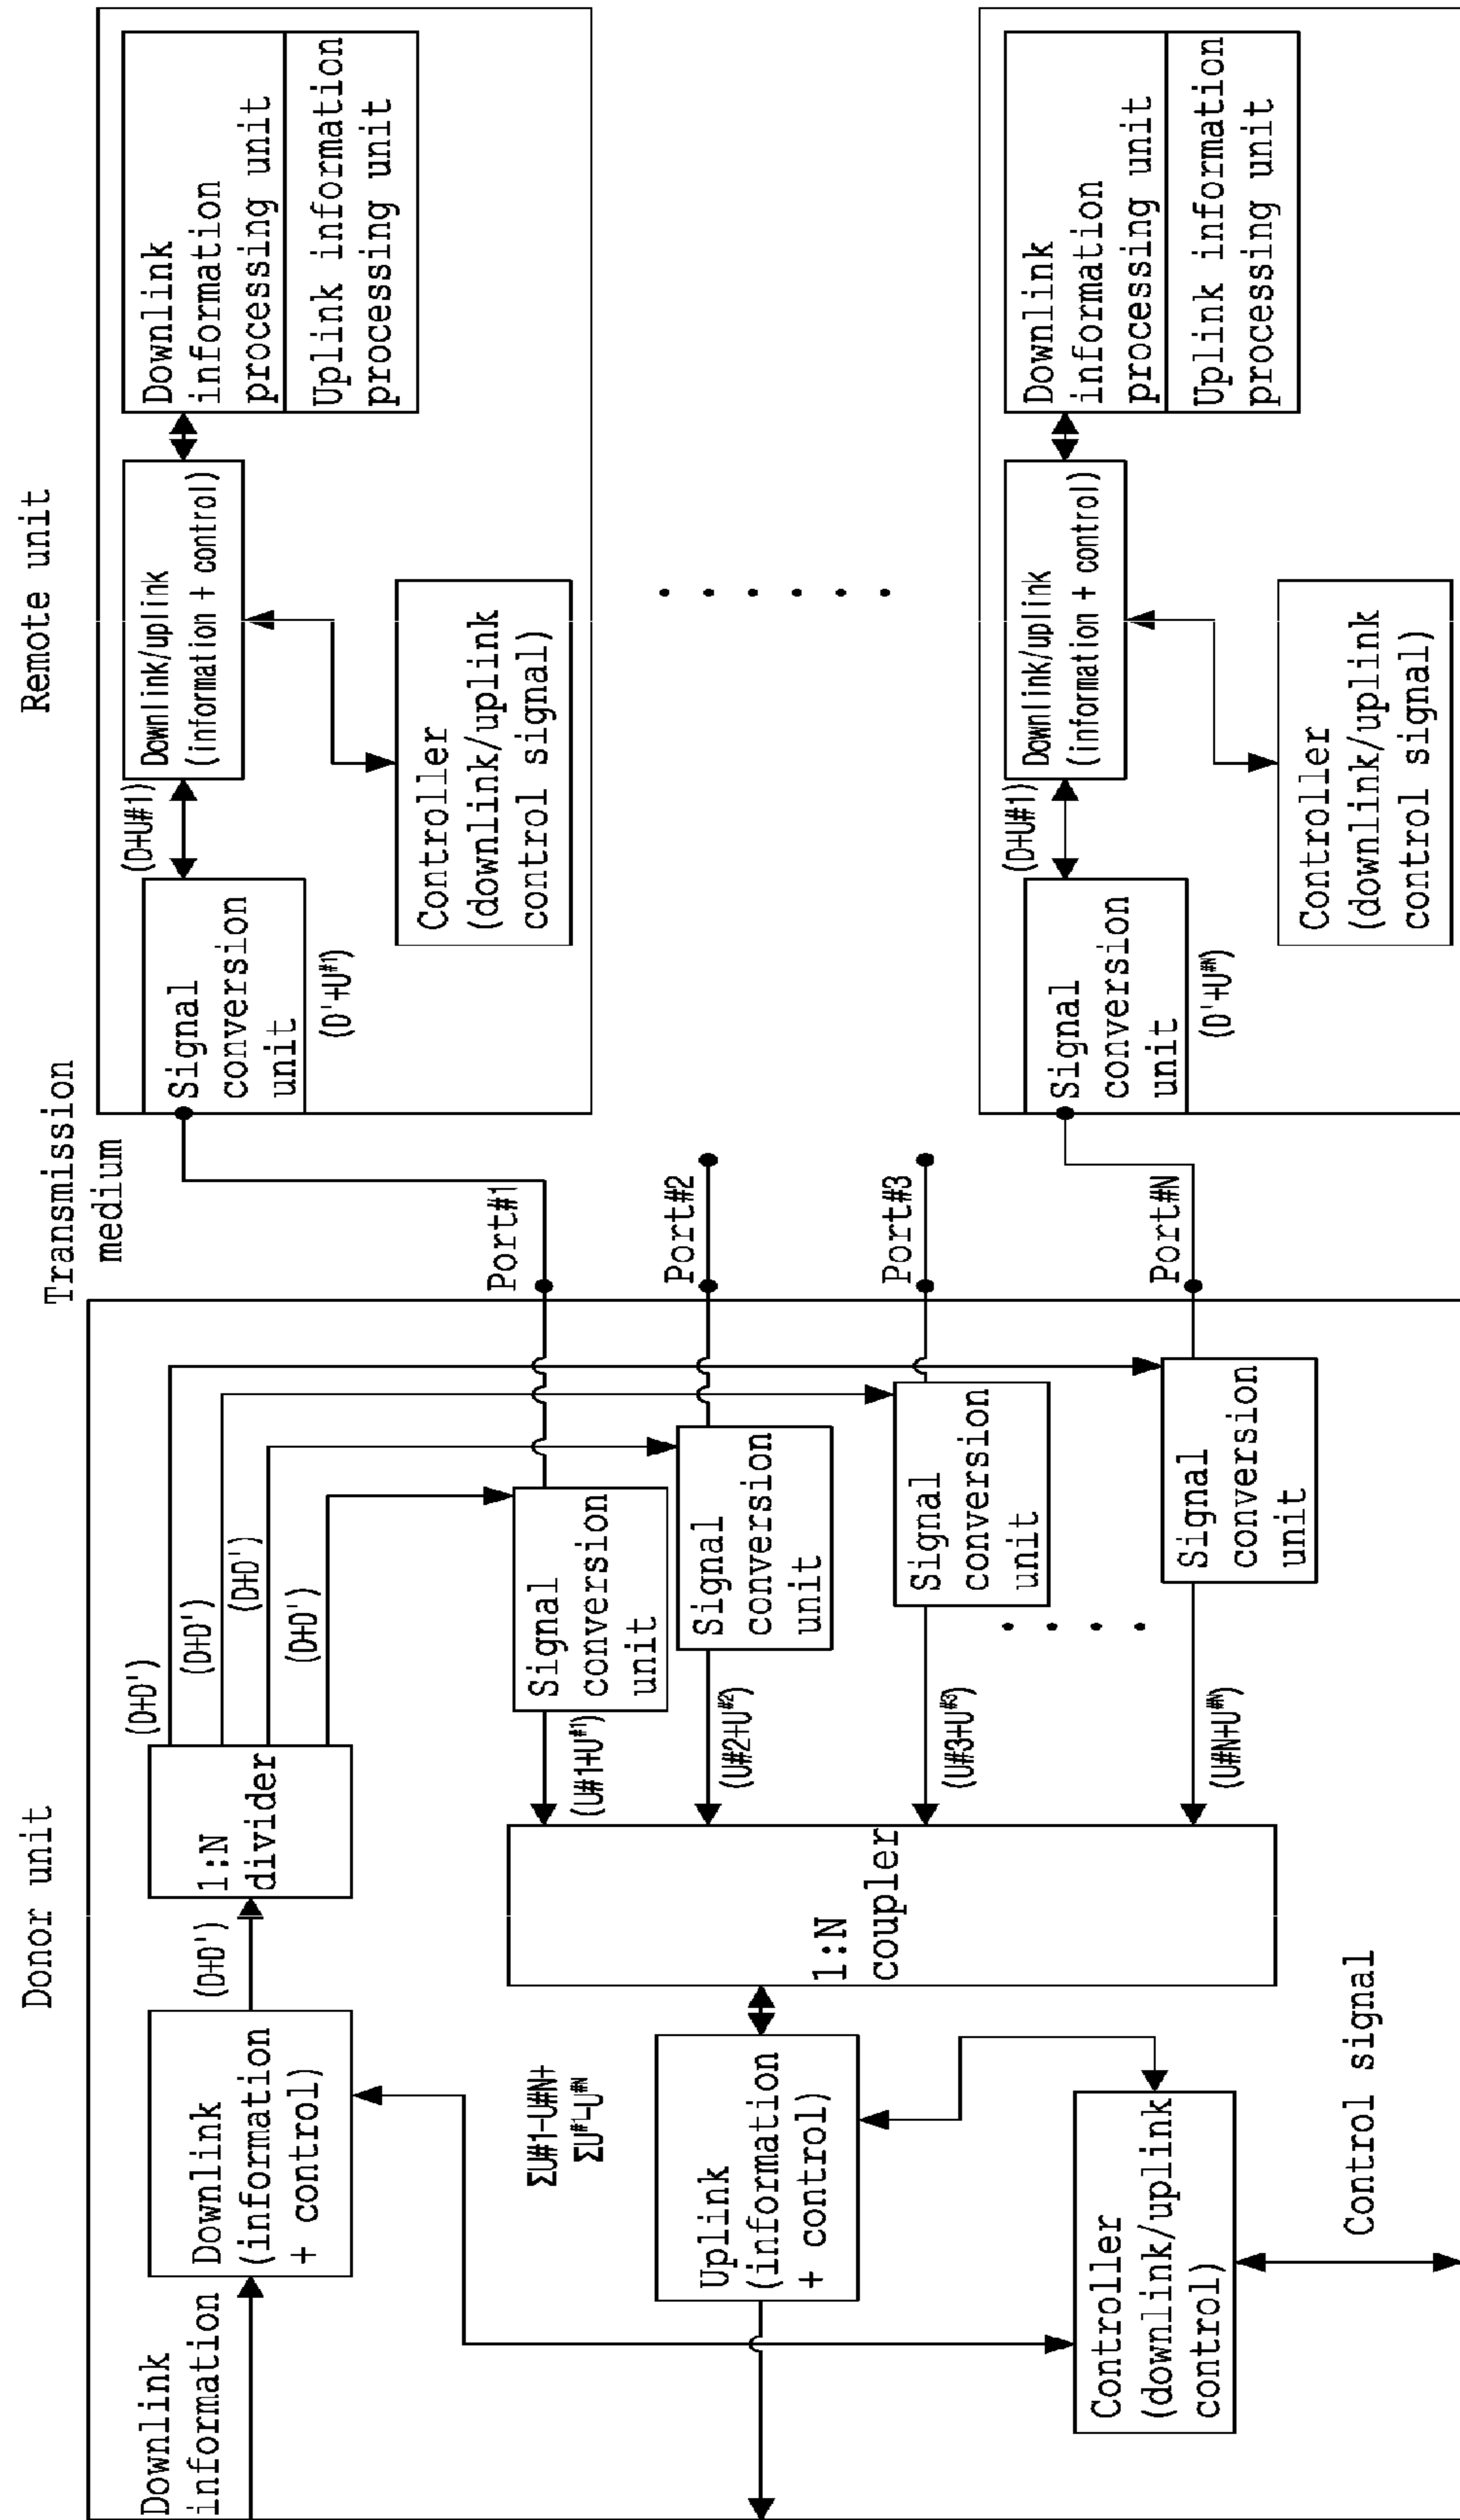 Donor unit
Transmission
medium
Remote unit
Downlink
information
Downlink
(information
+ control)
(D+D')
1:N
divider
(D+D')
(D+D')
(D+D')
(D+D')
ΣU#1-U#N+
ΣU#1-U#N
Uplink
(information
+ control)
1:N
coupler
(U#1+U#1)
(U#2+U#2)
(U#3+U#3)
(U#N+U#N)
Signal
conversion
unit
Signal
conversion
unit
Signal
conversion
unit
Signal
conversion
unit
Port#1
Port#2
Port#3
Port#N
Controller
(downlink/uplink
control)
Control signal
Signal
conversion
unit
(D'+U#1)
(D+U#1)
Downlink/uplink
(information + control)
Downlink
information
processing unit
Uplink information
processing unit
Controller
(downlink/uplink
control signal)
Signal
conversion
unit
(D'+U#N)
(D+U#1)
Downlink/uplink
(information + control)
Downlink
information
processing unit
Uplink information
processing unit
Controller
(downlink/uplink
control signal)